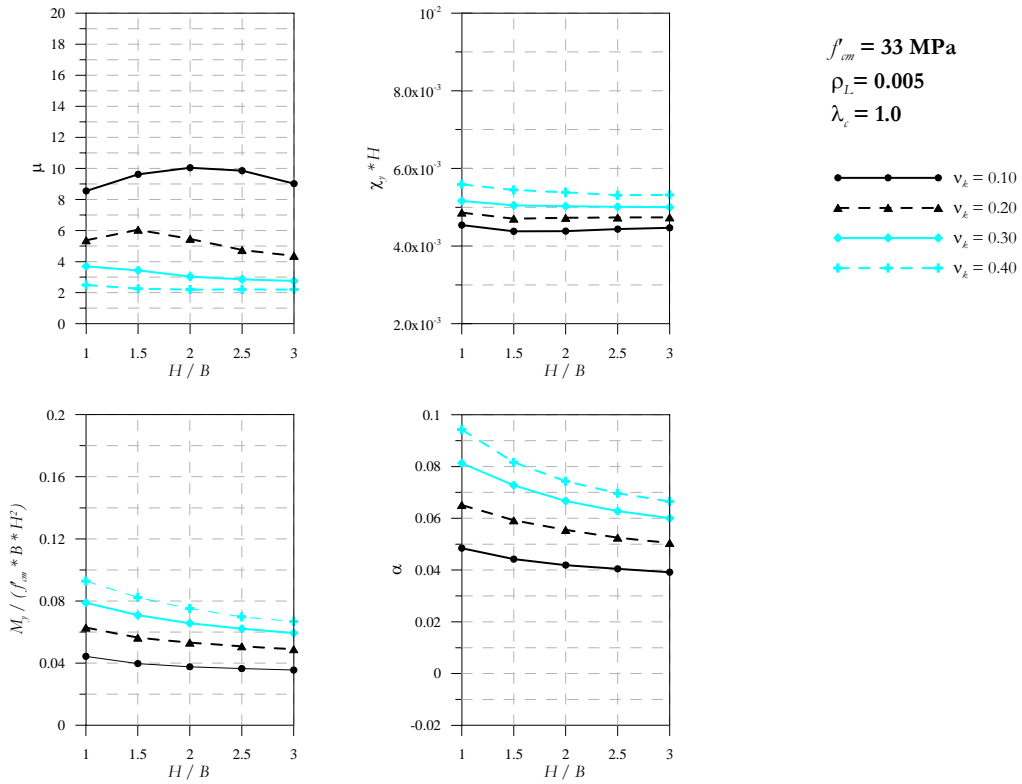 20
18
16
14
12
10
8
6
4
2
0
μ
1 1.5 2 2.5 3
H / B
10⁻²
8.0x10⁻³
6.0x10⁻³
4.0x10⁻³
2.0x10⁻³
χy * H
1 1.5 2 2.5 3
H / B
f'cm = 33 MPa
ρL= 0.005
λc = 1.0
νk = 0.10
νk = 0.20
νk = 0.30
νk = 0.40
0.2
0.16
0.12
0.08
0.04
0
My / (f'cm * B * H²)
1 1.5 2 2.5 3
H / B
0.1
0.08
0.06
0.04
0.02
0
-0.02
α
1 1.5 2 2.5 3
H / B